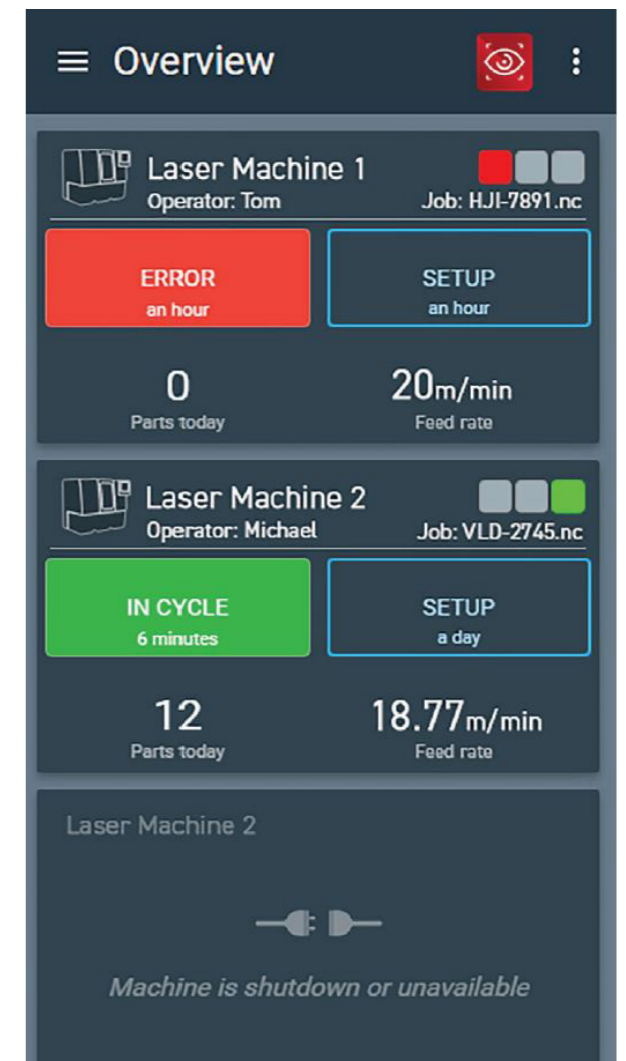 Overview
Laser Machine 1
Operator: Tom
Job: HJI-7891.nc
ERROR
an hour
SETUP
an hour
0
Parts today
20m/min
Feed rate
Laser Machine 2
Operator: Michael
Job: VLD-2745.nc
IN CYCLE
6 minutes
SETUP
a day
12
Parts today
18.77m/min
Feed rate
Laser Machine 2
Machine is shutdown or unavailable